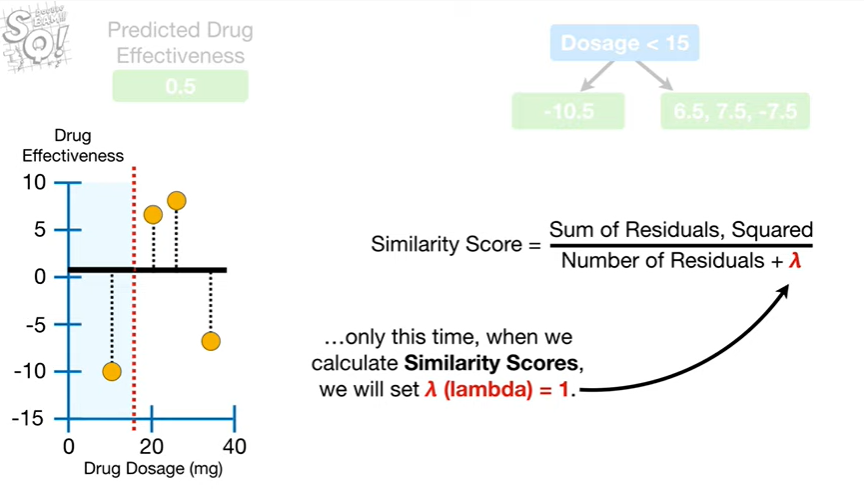 STATQUEST!
Predicted Drug
Effectiveness
0.5
Dosage < 15
-10.5
6.5, 7.5, -7.5
Drug
Effectiveness
10
5
0
-5
-10
-15
0
20
40
Drug Dosage (mg)
Similarity Score =
Sum of Residuals, Squared
Number of Residuals + λ
…only this time, when we
calculate Similarity Scores,
we will set λ (lambda) = 1.